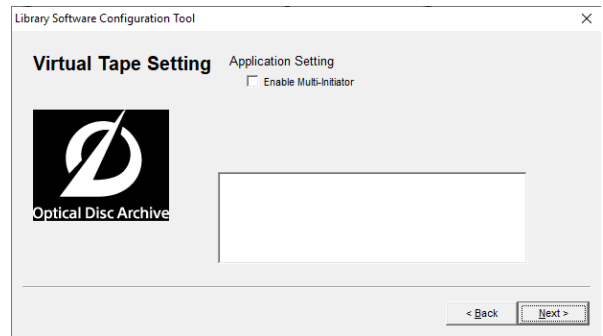 Library Software Configuration Tool
Virtual Tape Setting
Application Setting
Enable Multi-Initiator
Optical Disc Archive
< Back
Next >